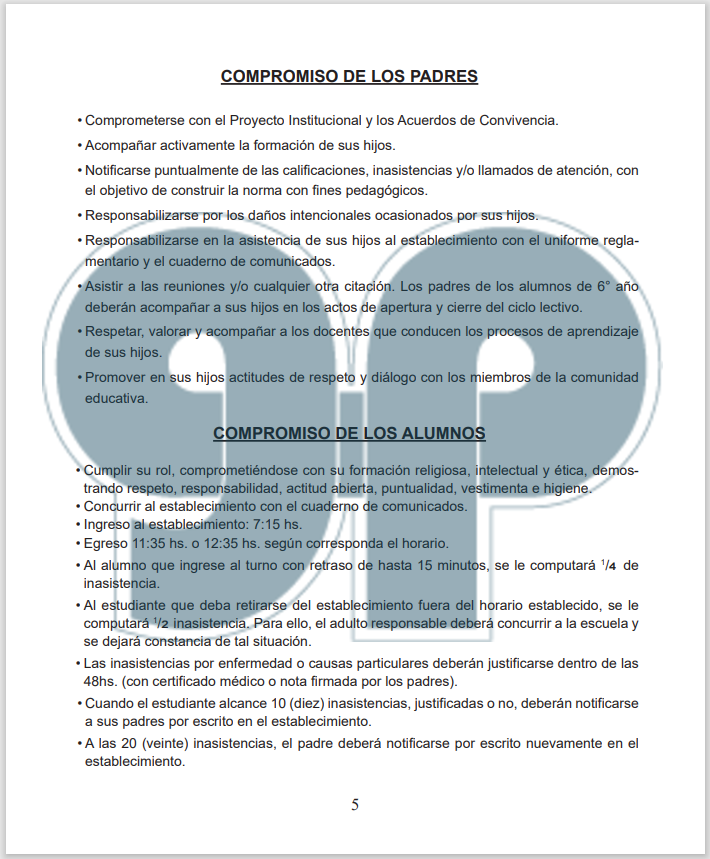 COMPROMISO DE LOS PADRES
• Comprometerse con el Proyecto Institucional y los Acuerdos de Convivencia.
• Acompañar activamente la formación de sus hijos.
• Notificarse puntualmente de las calificaciones, inasistencias y/o llamados de atención, con
el objetivo de construir la norma con fines pedagógicos.
• Responsabilizarse por los daños intencionales ocasionados por sus hijos.
• Responsabilizarse en la asistencia de sus hijos al establecimiento con el uniforme regla-
mentario y el cuaderno de comunicados.
• Asistir a las reuniones y/o cualquier otra citación. Los padres de los alumnos de 6° año
deberán acompañar a sus hijos en los actos de apertura y cierre del ciclo lectivo.
• Respetar, valorar y acompañar a los docentes que conducen los procesos de aprendizaje
de sus hijos.
• Promover en sus hijos actitudes de respeto y diálogo con los miembros de la comunidad
educativa.
COMPROMISO DE LOS ALUMNOS
• Cumplir su rol, comprometiéndose con su formación religiosa, intelectual y ética, demos-
trando respeto, responsabilidad, actitud abierta, puntualidad, vestimenta e higiene.
• Concurrir al establecimiento con el cuaderno de comunicados.
• Ingreso al establecimiento: 7:15 hs.
• Egreso 11:35 hs. o 12:35 hs. según corresponda el horario.
• Al alumno que ingrese al turno con retraso de hasta 15 minutos, se le computará ¹/4 de
inasistencia.
• Al estudiante que deba retirarse del establecimiento fuera del horario establecido, se le
computará ¹/2 inasistencia. Para ello, el adulto responsable deberá concurrir a la escuela y
se dejará constancia de tal situación.
• Las inasistencias por enfermedad o causas particulares deberán justificarse dentro de las
48hs. (con certificado médico o nota firmada por los padres).
• Cuando el estudiante alcance 10 (diez) inasistencias, justificadas o no, deberán notificarse
a sus padres por escrito en el establecimiento.
• A las 20 (veinte) inasistencias, el padre deberá notificarse por escrito nuevamente en el
establecimiento.
5